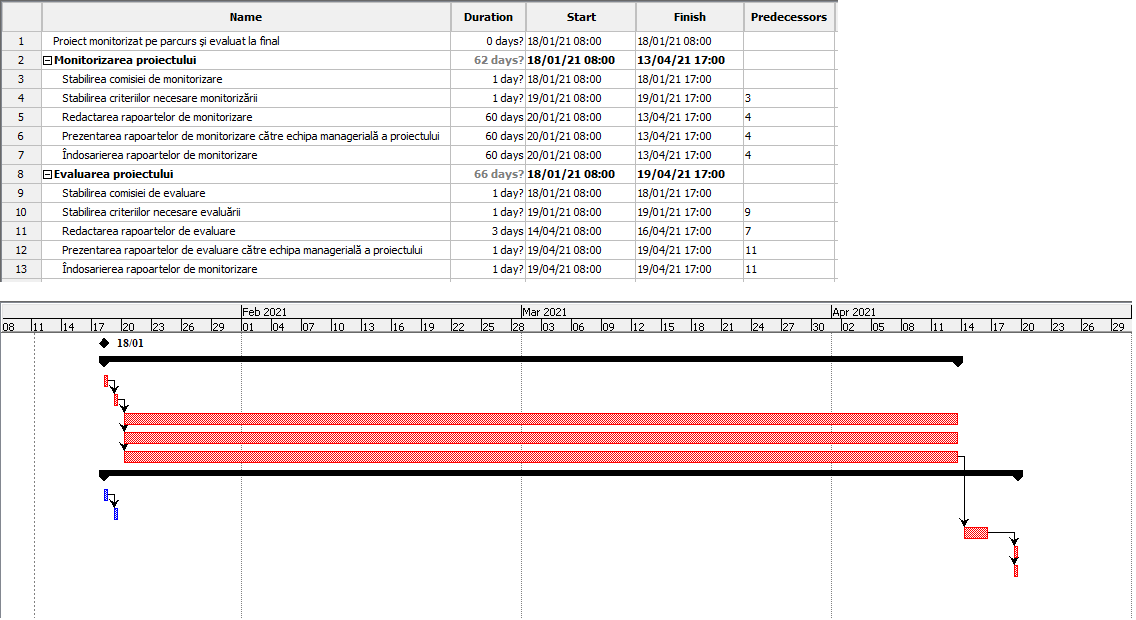 Name Duration Start Finish Predecessors
1 Proiect monitorizat pe parcurs și evaluat la final 0 days? 18/01/21 08:00 18/01/21 08:00
2 Monitorizarea proiectului 62 days? 18/01/21 08:00 13/04/21 17:00
3 Stabilirea comisiei de monitorizare 1 day? 18/01/21 08:00 18/01/21 17:00
4 Stabilirea criteriilor necesare monitorizării 1 day? 19/01/21 08:00 19/01/21 17:00 3
5 Redactarea rapoartelor de monitorizare 60 days 20/01/21 08:00 13/04/21 17:00 4
6 Prezentarea rapoartelor de monitorizare către echipa managerială a proiectului 60 days 20/01/21 08:00 13/04/21 17:00 4
7 Îndosarierea rapoartelor de monitorizare 60 days 20/01/21 08:00 13/04/21 17:00 4
8 Evaluarea proiectului 66 days? 18/01/21 08:00 19/04/21 17:00
9 Stabilirea comisiei de evaluare 1 day? 18/01/21 08:00 18/01/21 17:00
10 Stabilirea criteriilor necesare evaluării 1 day? 19/01/21 08:00 19/01/21 17:00 9
11 Redactarea rapoartelor de evaluare 3 days 14/04/21 08:00 16/04/21 17:00 7
12 Prezentarea rapoartelor de evaluare către echipa managerială a proiectului 1 day? 19/04/21 08:00 19/04/21 17:00 11
13 Îndosarierea rapoartelor de monitorizare 1 day? 19/04/21 08:00 19/04/21 17:00 11
Feb 2021 Mar 2021 Apr 2021
08 11 14 17 20 23 26 29 01 04 07 10 13 16 19 22 25 28 03 06 09 12 15 18 21 24 27 30 02 05 08 11 14 17 20 23 26 29
18/01